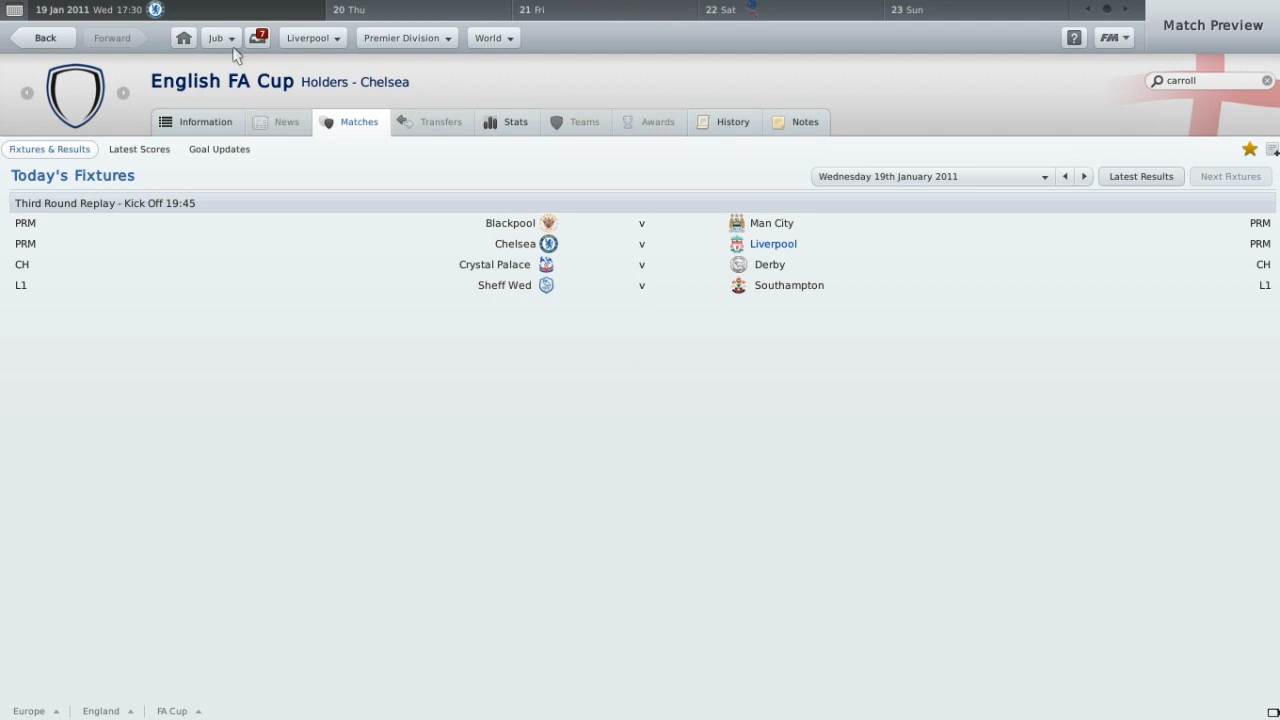 19 Jan 2011 Wed 17:30 20 Thu 21 Fri 22 Sat 23 Sun
Match Preview
Back Forward Jub 7 Liverpool Premier Division World ? FM
English FA Cup Holders - Chelsea
carroll
Information News Matches Transfers Stats Teams Awards History Notes
Fixtures & Results Latest Scores Goal Updates
Today's Fixtures Wednesday 19th January 2011 Latest Results Next Fixtures
Third Round Replay - Kick Off 19:45
PRM Blackpool v Man City PRM
PRM Chelsea v Liverpool PRM
CH Crystal Palace v Derby CH
L1 Sheff Wed v Southampton L1
Europe England FA Cup